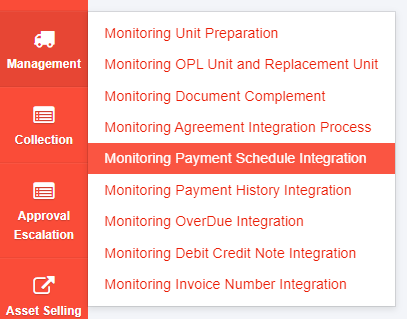 Management
Collection
Approval
Escalation
Asset Selling
Monitoring Unit Preparation
Monitoring OPL Unit and Replacement Unit
Monitoring Document Complement
Monitoring Agreement Integration Process
Monitoring Payment Schedule Integration
Monitoring Payment History Integration
Monitoring OverDue Integration
Monitoring Debit Credit Note Integration
Monitoring Invoice Number Integration